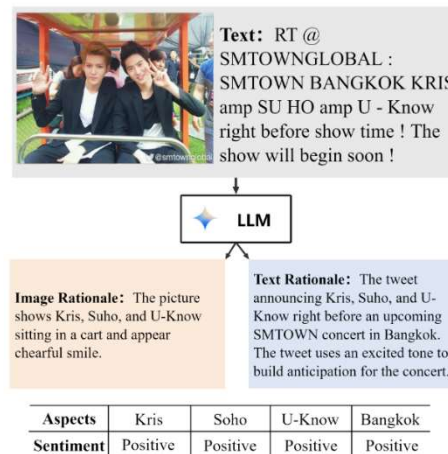 Text: RT @
SMTOWNGLOBAL :
SMTOWN BANGKOK KRIS
amp SU HO amp U - Know
right before show time ! The
show will begin soon !
@smtownglobal
LLM
Image Rationale: The picture
shows Kris, Suho, and U-Know
sitting in a cart and appear
chearful smile.
Text Rationale: The tweet
announcing Kris, Suho, and U-
Know right before an upcoming
SMTOWN concert in Bangkok.
The tweet uses an excited tone to
build anticipation for the concert.
Aspects Kris Soho U-Know Bangkok
Sentiment Positive Positive Positive Positive